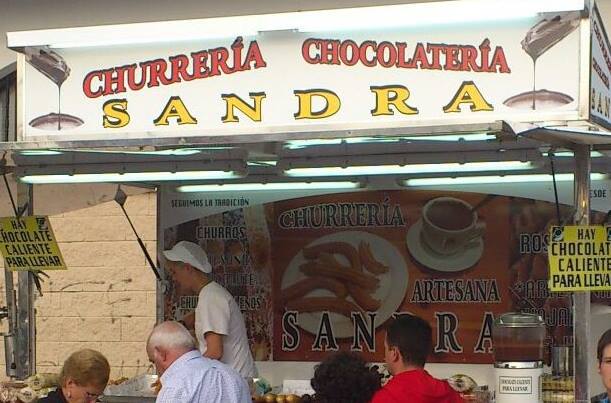 CHURRERÍA CHOCOLATERÍA
SANDRA
SEGUIMOS LA TRADICIÓN
DESDE
HAY
CHOCOLATE
CALIENTE
PARA LLEVAR
CHURROS
CHURRERÍA
ARTESANA
SANDRA
HAY
CHOCOLATE
CALIENTE
PARA LLEVAR
CHOCOLATE
CALIENTE
PARA LLEVAR